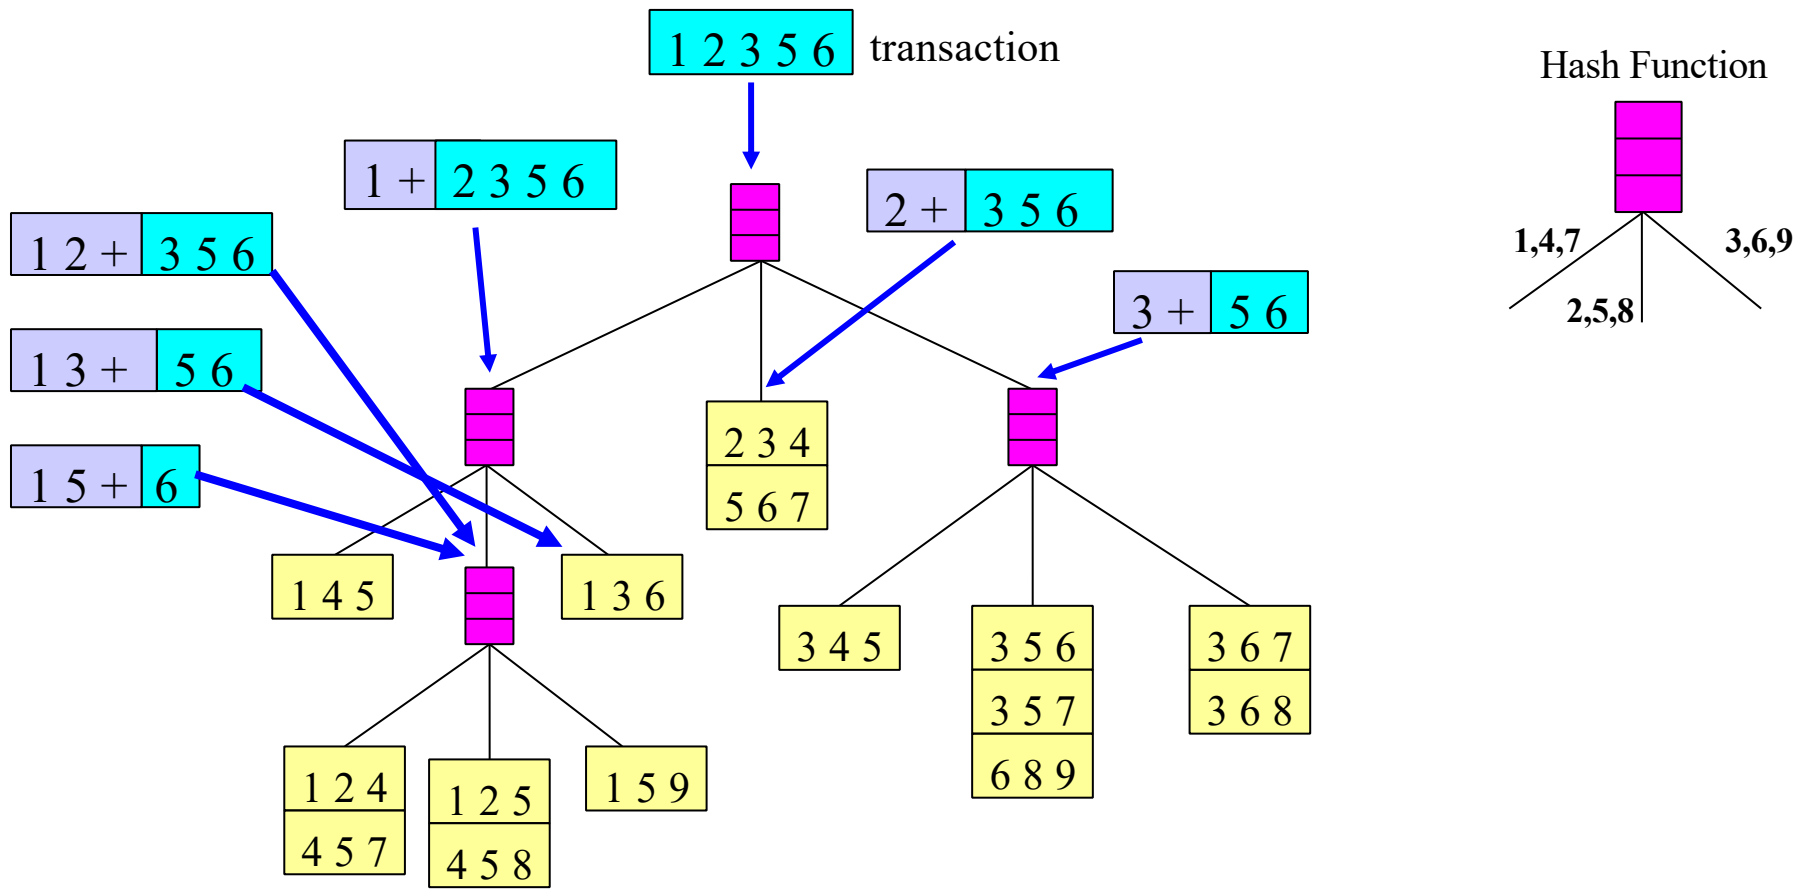 1 2 3 5 6 transaction
Hash Function
1 + 2 3 5 6
2 + 3 5 6
1 2 + 3 5 6
1,4,7
3,6,9
2,5,8
3 + 5 6
1 3 + 5 6
1 5 + 6
2 3 4
5 6 7
1 4 5
1 3 6
3 4 5
3 5 6
3 5 7
6 8 9
3 6 7
3 6 8
1 2 4
4 5 7
1 2 5
4 5 8
1 5 9